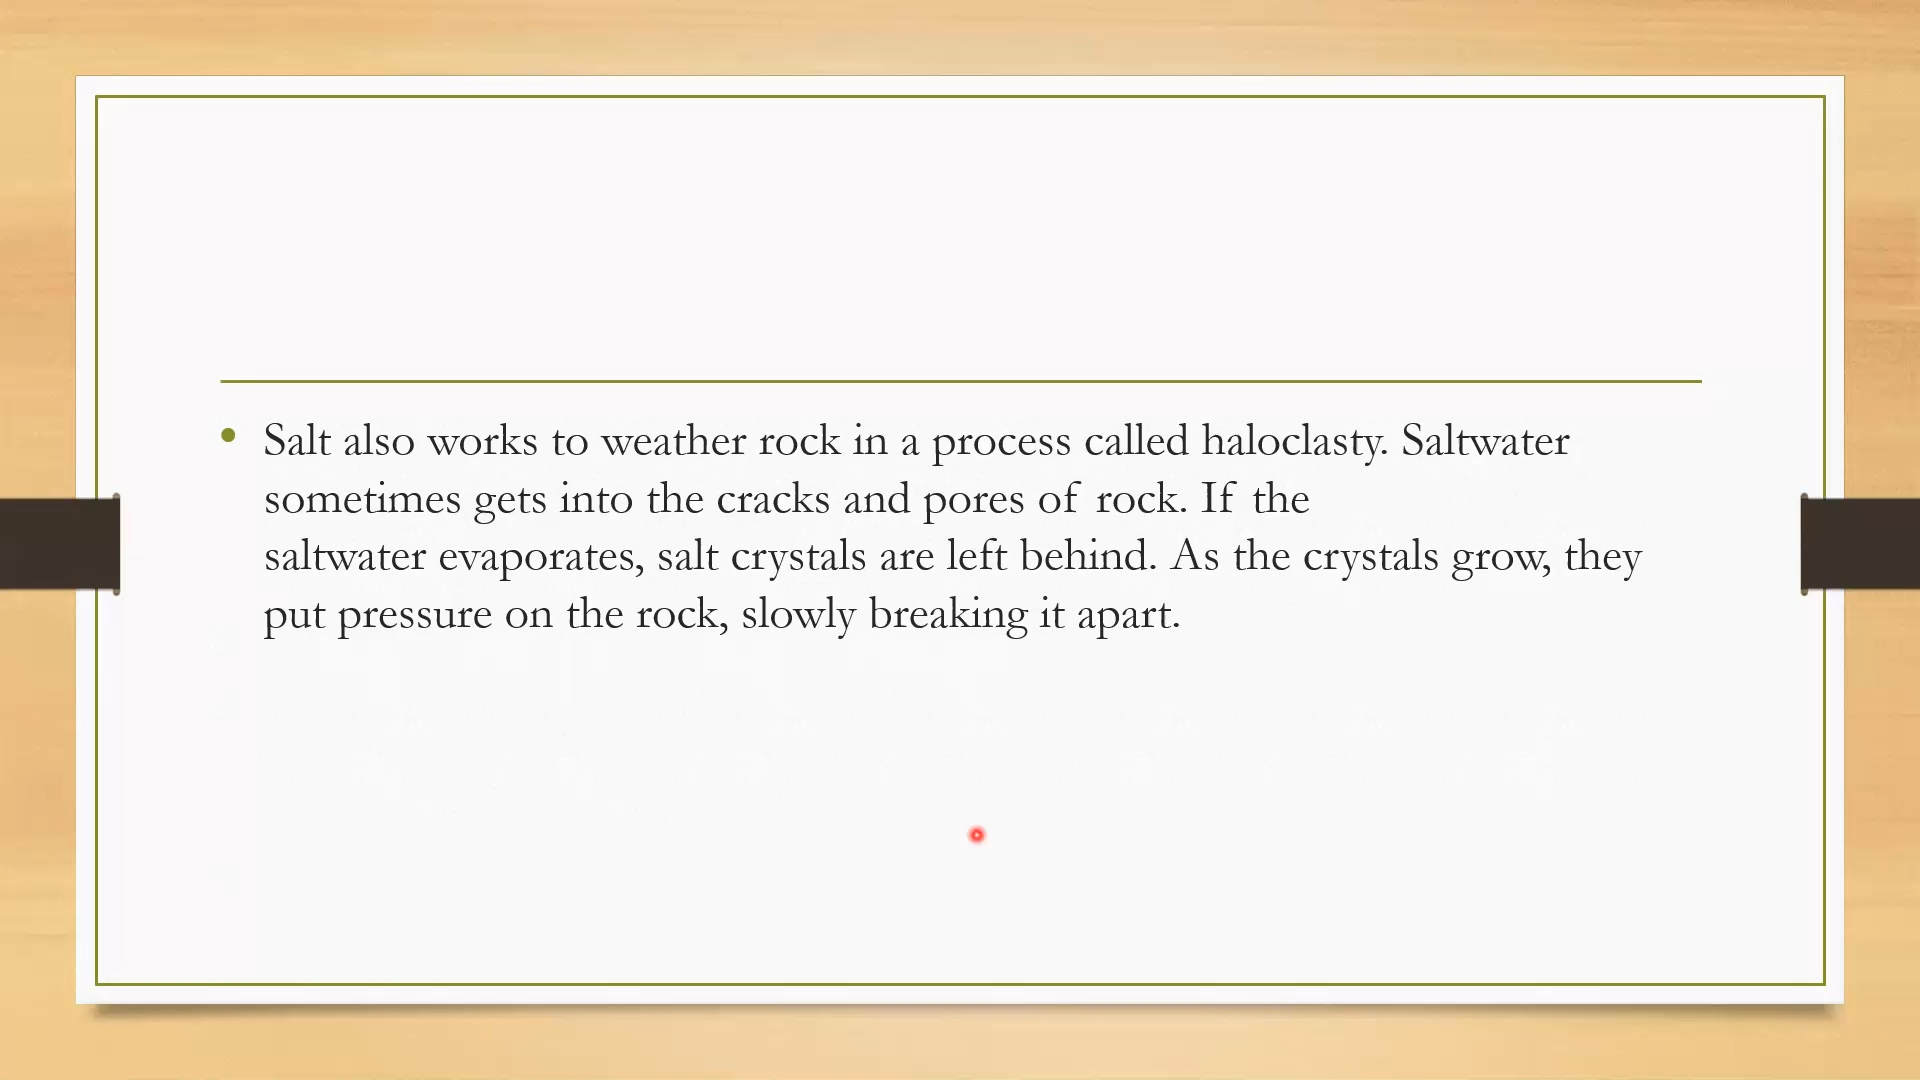 • Salt also works to weather rock in a process called haloclasty. Saltwater
sometimes gets into the cracks and pores of rock. If the
saltwater evaporates, salt crystals are left behind. As the crystals grow, they
put pressure on the rock, slowly breaking it apart.